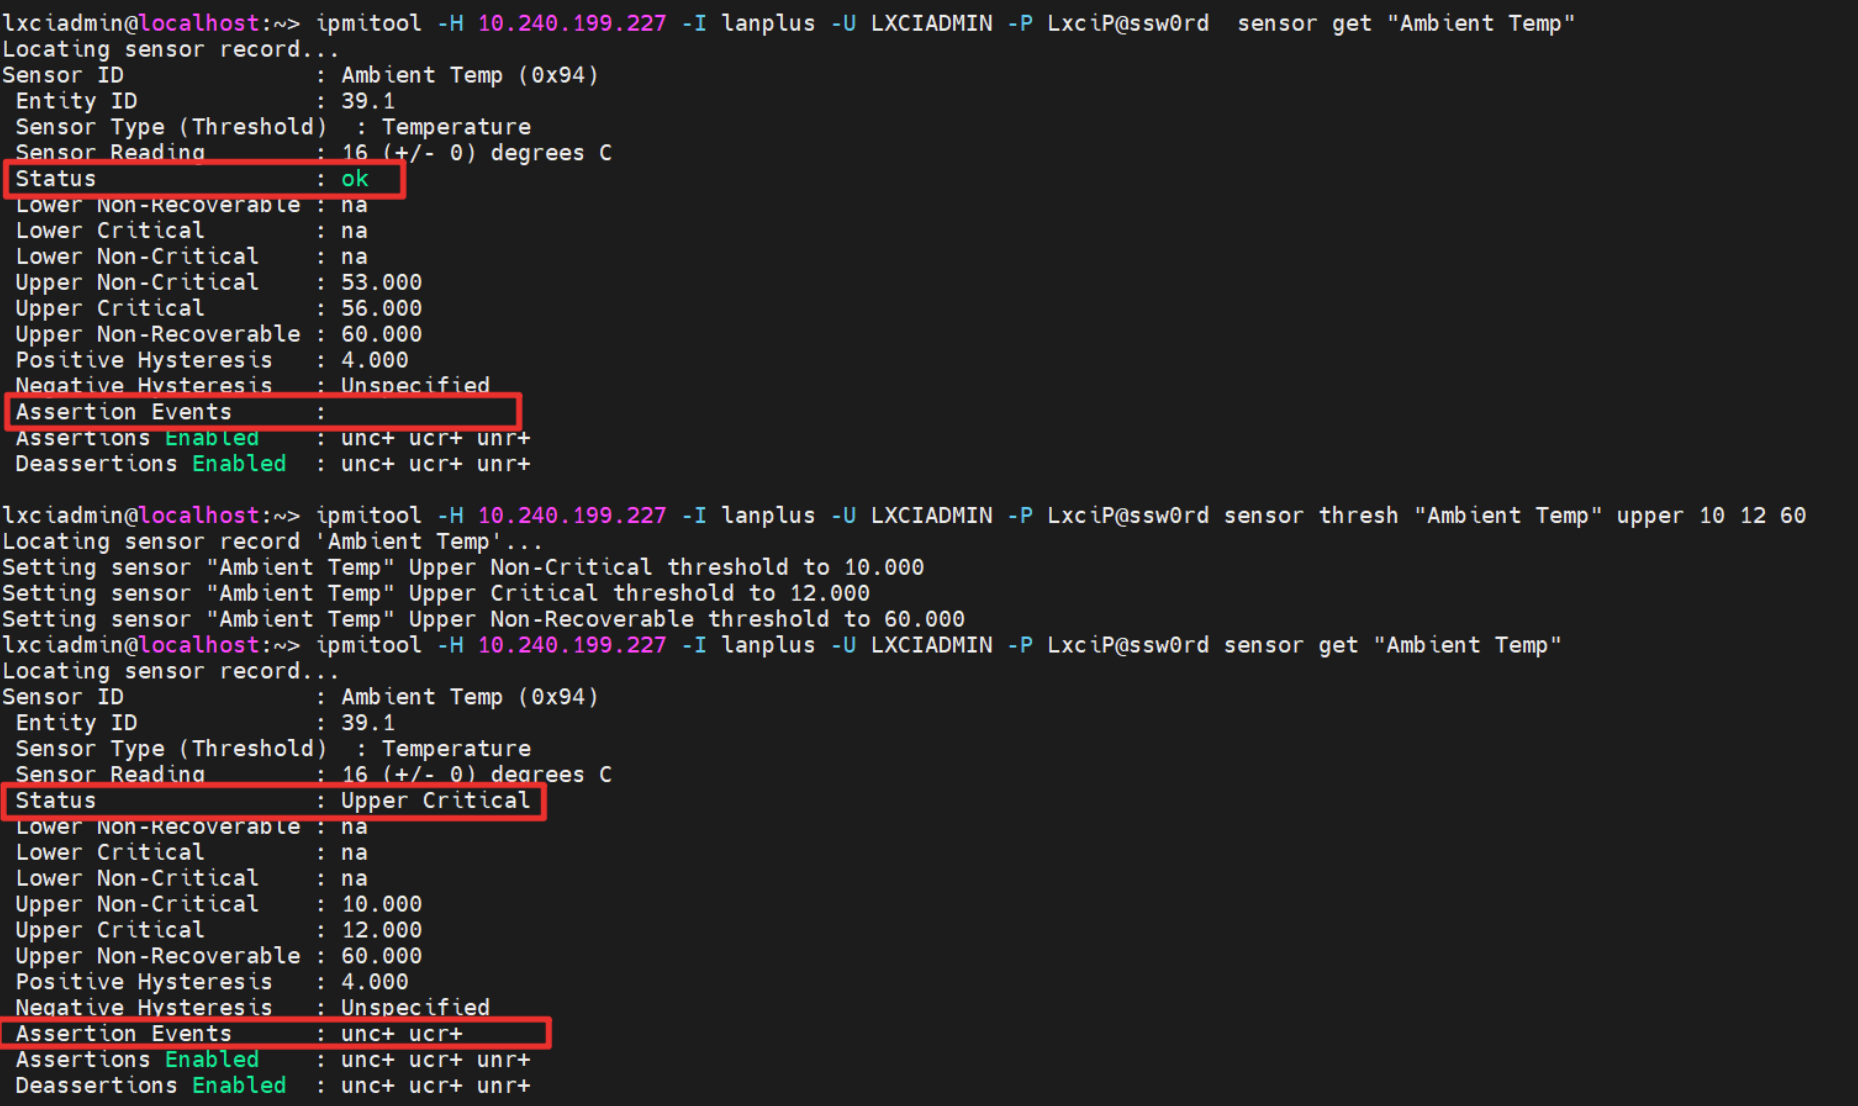 lxciadmin@localhost:~> ipmitool -H 10.240.199.227 -I lanplus -U LXCIADMIN -P LxciP@ssw0rd  sensor get "Ambient Temp"
Locating sensor record...
Sensor ID              : Ambient Temp (0x94)
 Entity ID             : 39.1
 Sensor Type (Threshold)  : Temperature
 Sensor Reading        : 16 (+/- 0) degrees C
 Status                : ok
 Lower Non-Recoverable : na
 Lower Critical        : na
 Lower Non-Critical    : na
 Upper Non-Critical    : 53.000
 Upper Critical        : 56.000
 Upper Non-Recoverable : 60.000
 Positive Hysteresis   : 4.000
 Negative Hysteresis   : Unspecified
 Assertion Events      :
 Assertions Enabled    : unc+ ucr+ unr+
 Deassertions Enabled  : unc+ ucr+ unr+

lxciadmin@localhost:~> ipmitool -H 10.240.199.227 -I lanplus -U LXCIADMIN -P LxciP@ssw0rd sensor thresh "Ambient Temp" upper 10 12 60
Locating sensor record 'Ambient Temp'...
Setting sensor "Ambient Temp" Upper Non-Critical threshold to 10.000
Setting sensor "Ambient Temp" Upper Critical threshold to 12.000
Setting sensor "Ambient Temp" Upper Non-Recoverable threshold to 60.000
lxciadmin@localhost:~> ipmitool -H 10.240.199.227 -I lanplus -U LXCIADMIN -P LxciP@ssw0rd sensor get "Ambient Temp"
Locating sensor record...
Sensor ID              : Ambient Temp (0x94)
 Entity ID             : 39.1
 Sensor Type (Threshold)  : Temperature
 Sensor Reading        : 16 (+/- 0) degrees C
 Status                : Upper Critical
 Lower Non-Recoverable : na
 Lower Critical        : na
 Lower Non-Critical    : na
 Upper Non-Critical    : 10.000
 Upper Critical        : 12.000
 Upper Non-Recoverable : 60.000
 Positive Hysteresis   : 4.000
 Negative Hysteresis   : Unspecified
 Assertion Events      : unc+ ucr+
 Assertions Enabled    : unc+ ucr+ unr+
 Deassertions Enabled  : unc+ ucr+ unr+